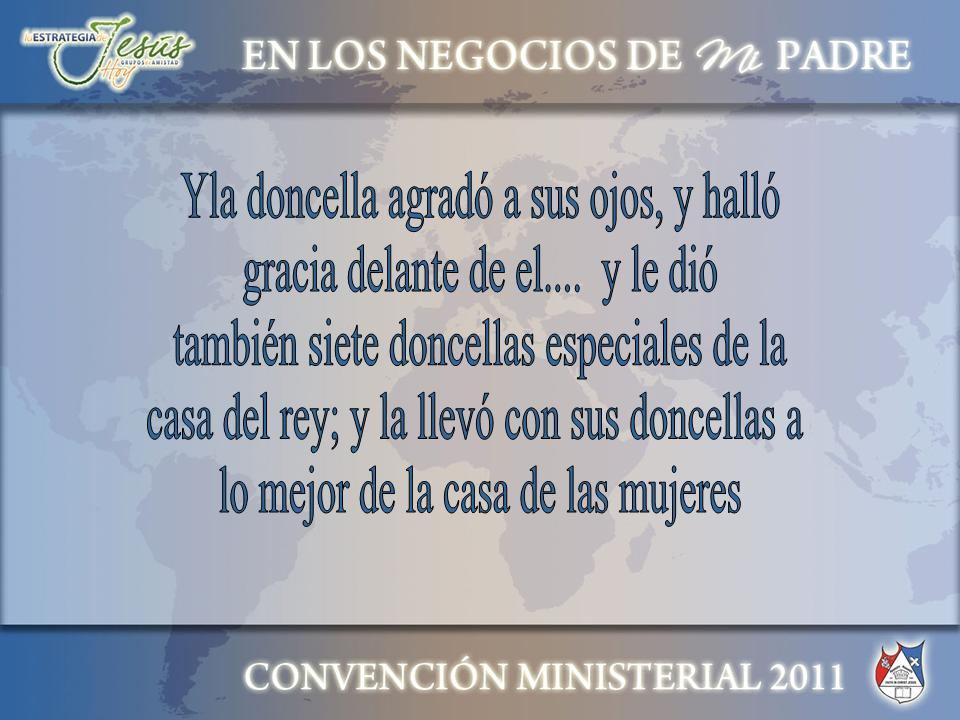 la ESTRATEGIA de
Jesús
GRUPOS de AMISTAD
Hoy
EN LOS NEGOCIOS DE Mi PADRE
Yla doncella agradó a sus ojos, y halló
gracia delante de el.... y le dió
también siete doncellas especiales de la
casa del rey; y la llevó con sus doncellas a
lo mejor de la casa de las mujeres
CONVENCIÓN MINISTERIAL 2011